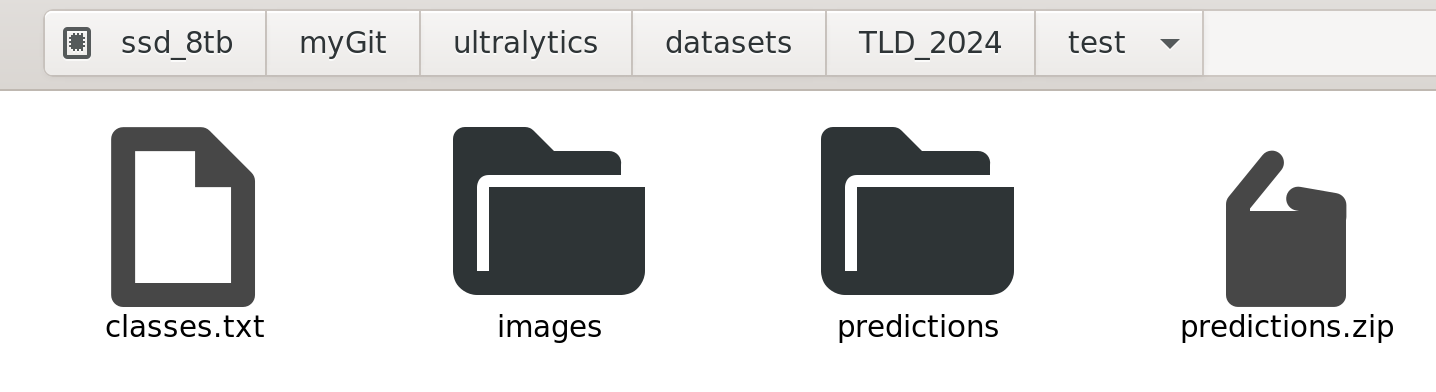 ssd_8tb myGit ultralytics datasets TLD_2024 test
classes.txt images predictions predictions.zip